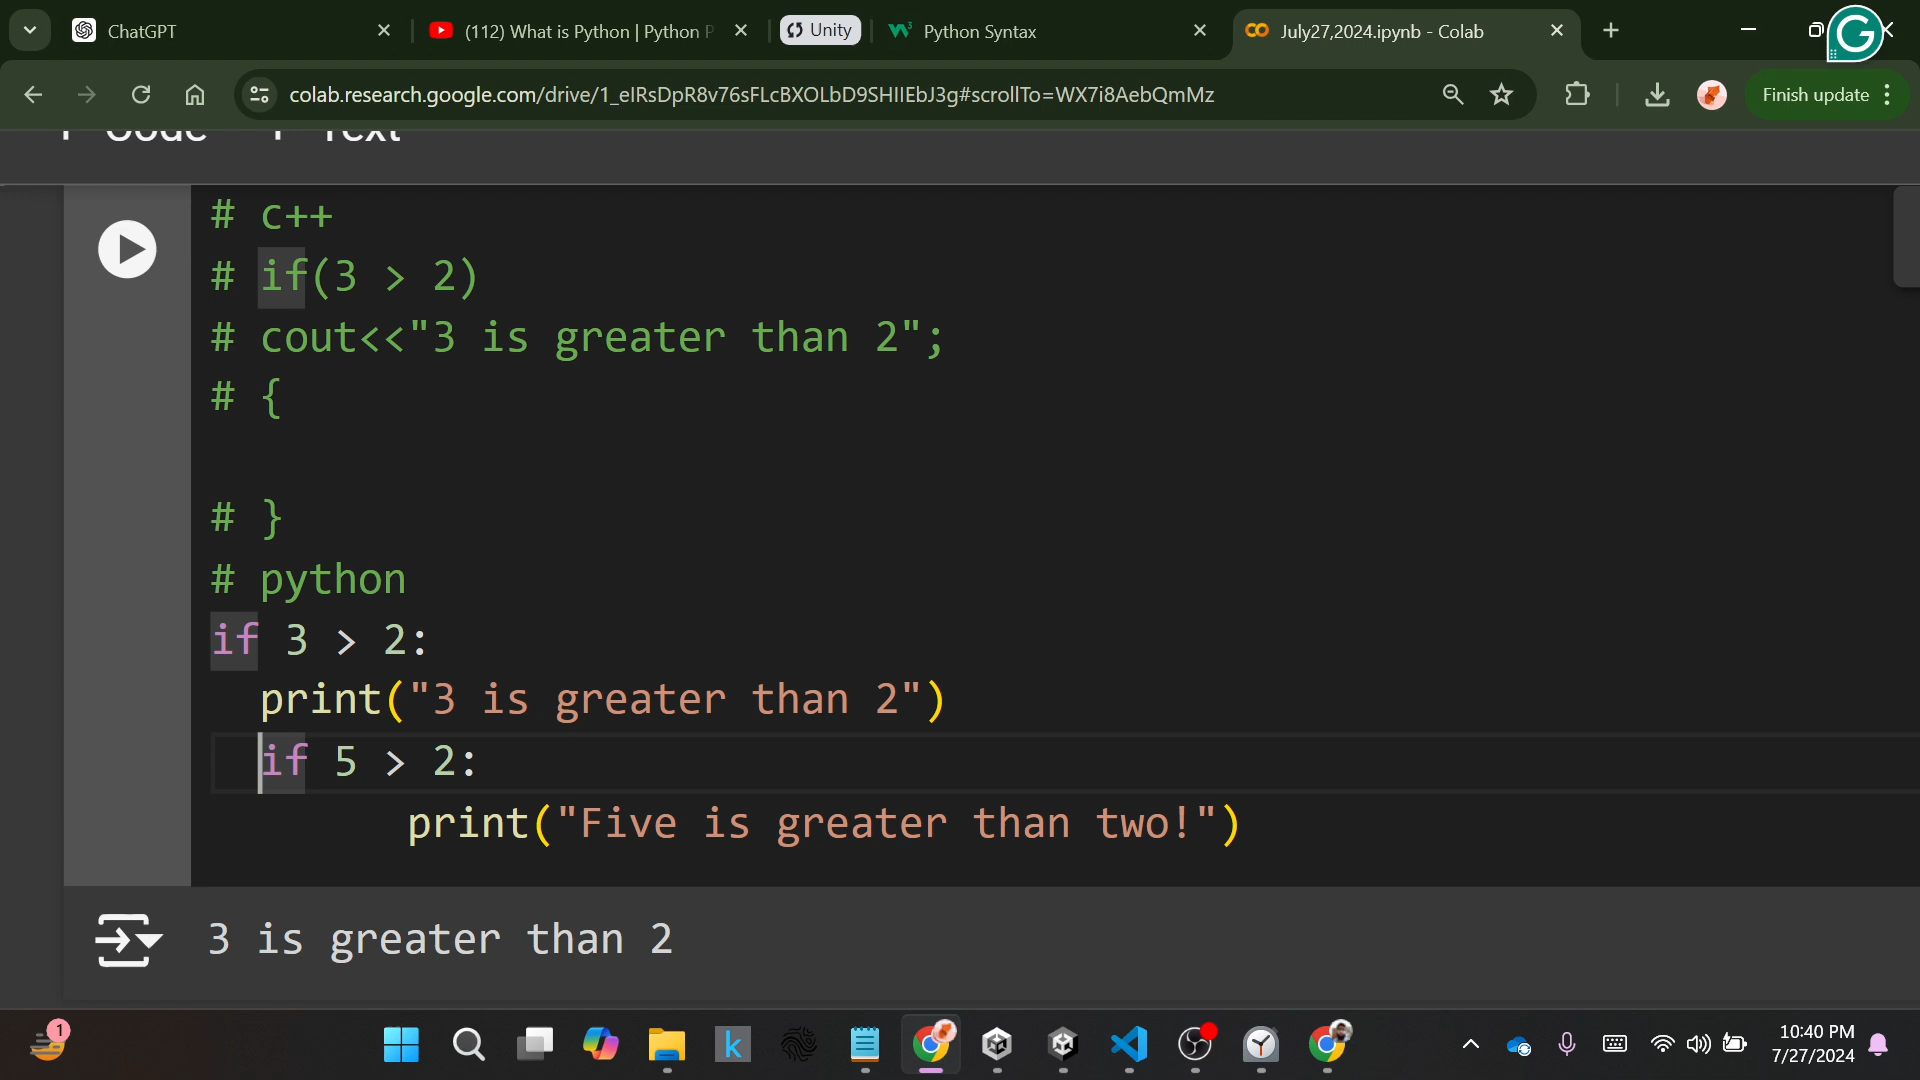 ChatGPT
(112) What is Python | Python P
Unity
Python Syntax
July27,2024.ipynb - Colab
colab.research.google.com/drive/1_eIRsDpR8v76sFLcBXOLbD9SHIIEbJ3g#scrollTo=WX7i8AebQmMz
Finish update
+ Code + Text
# c++
# if(3 > 2)
# cout<<"3 is greater than 2";
# {
# }
# python
if 3 > 2:
  print("3 is greater than 2")
  if 5 > 2:
        print("Five is greater than two!")
3 is greater than 2
1
10:40 PM
7/27/2024